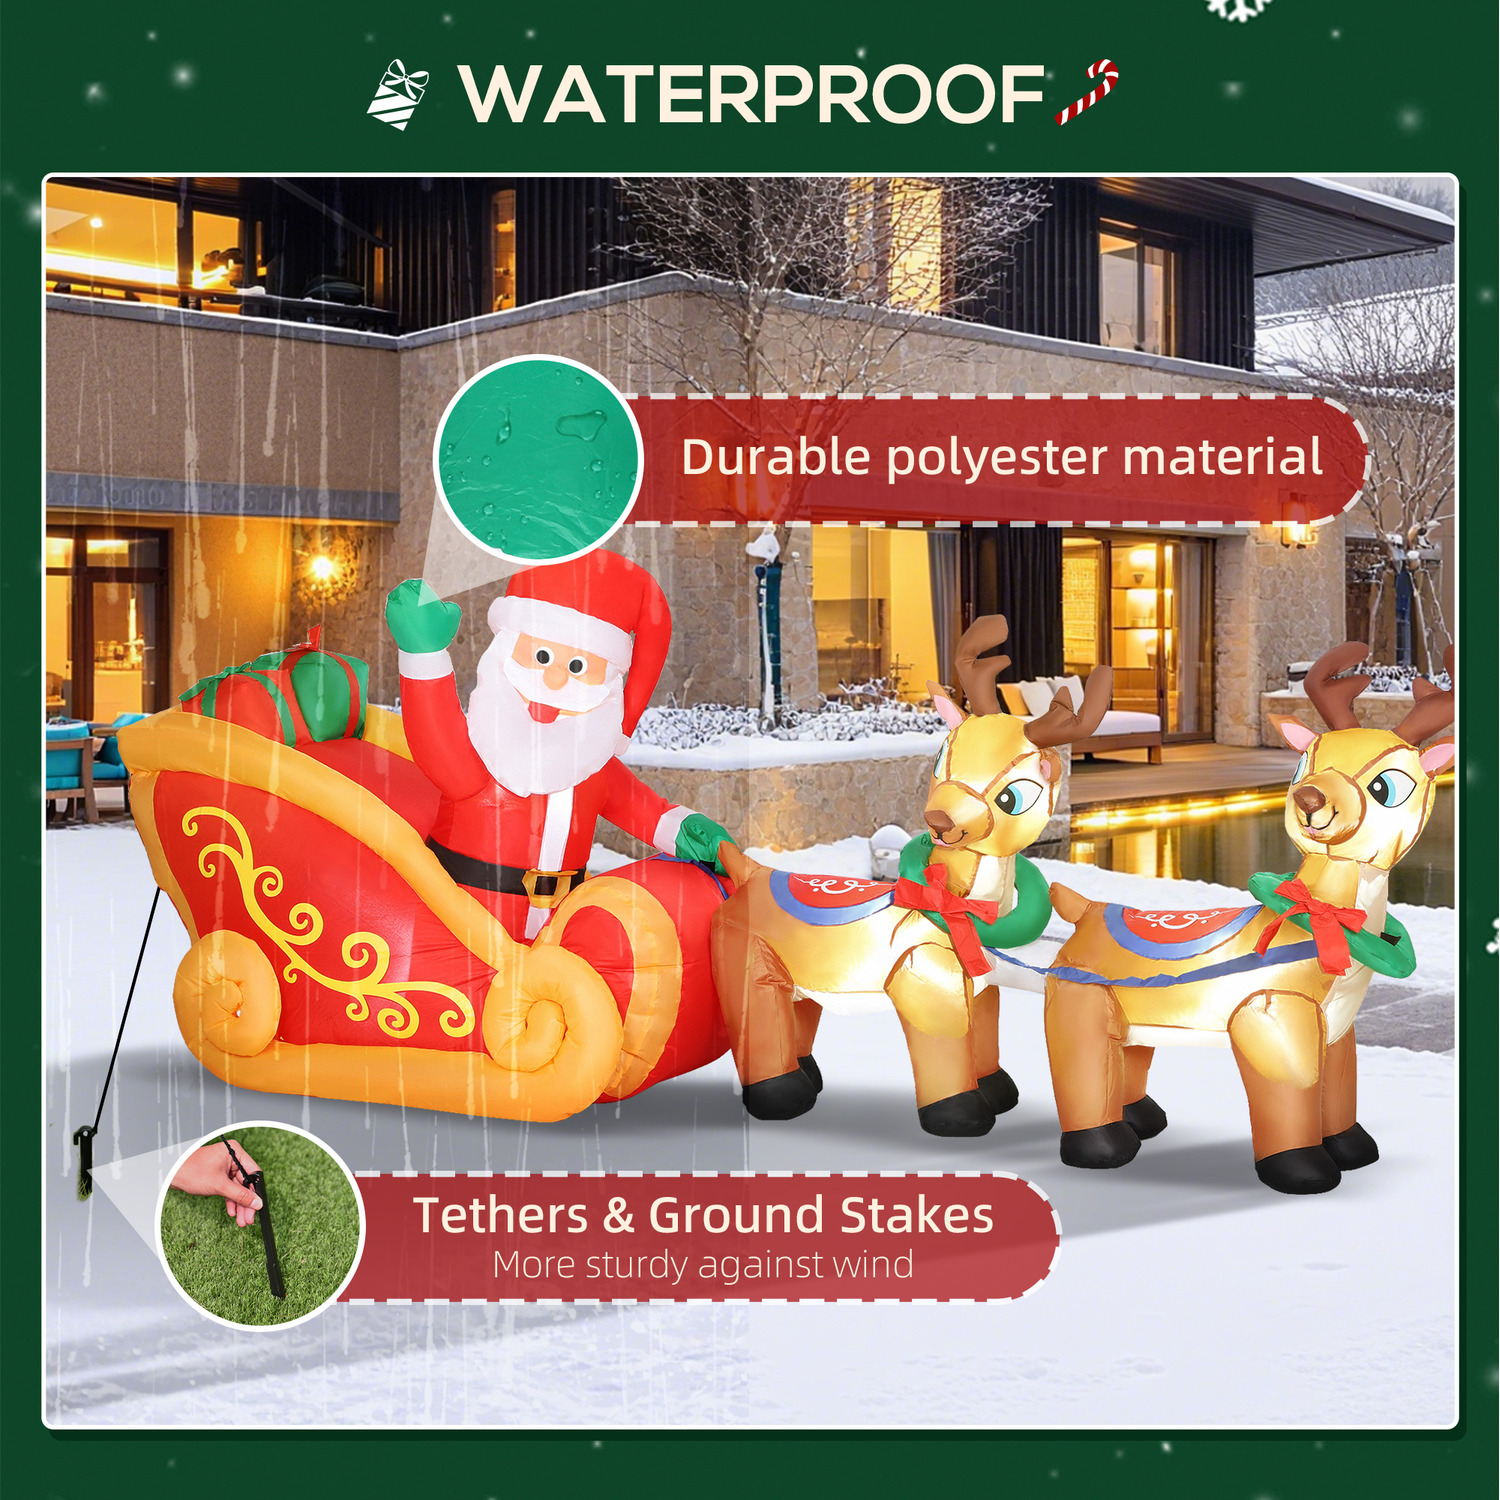 WATERPROOF
Durable polyester material
Tethers & Ground Stakes
More sturdy against wind